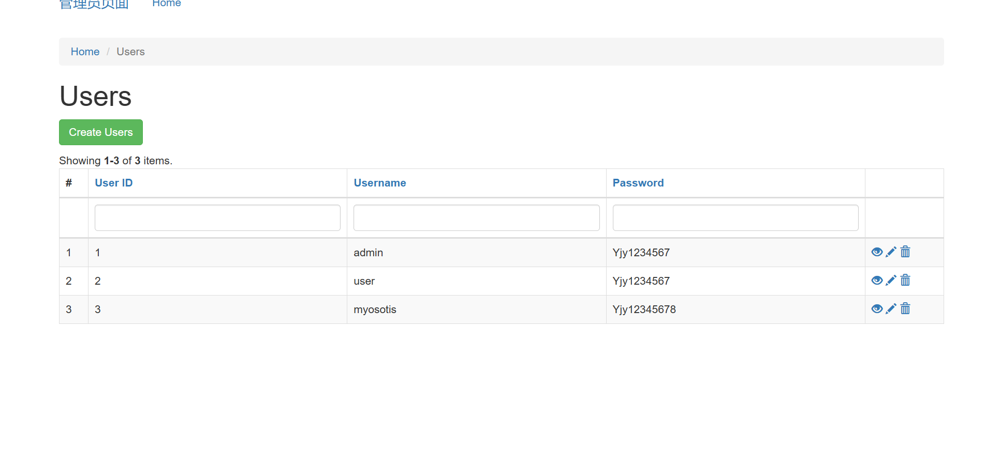 管理员页面 Home
Home / Users
Users
Create Users
Showing 1-3 of 3 items.
# User ID Username Password
1 1 admin Yjy1234567
2 2 user Yjy1234567
3 3 myosotis Yjy12345678